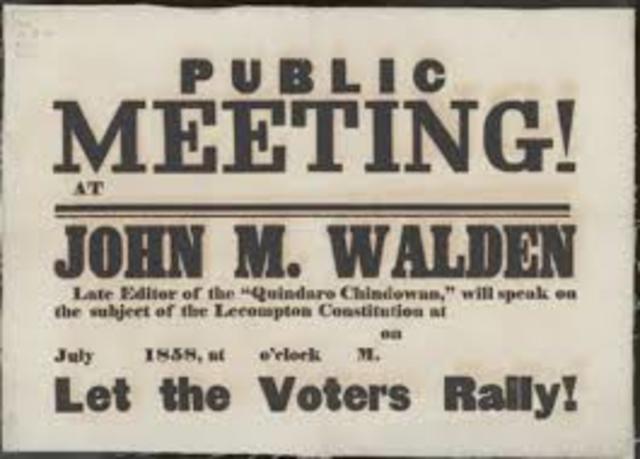 PUBLIC
MEETING!
AT
JOHN M. WALDEN
Late Editor of the "Quindaro Chindowan," will speak on
the subject of the Lecompton Constitution at
on
July 1858, at o'clock M.
Let the Voters Rally!